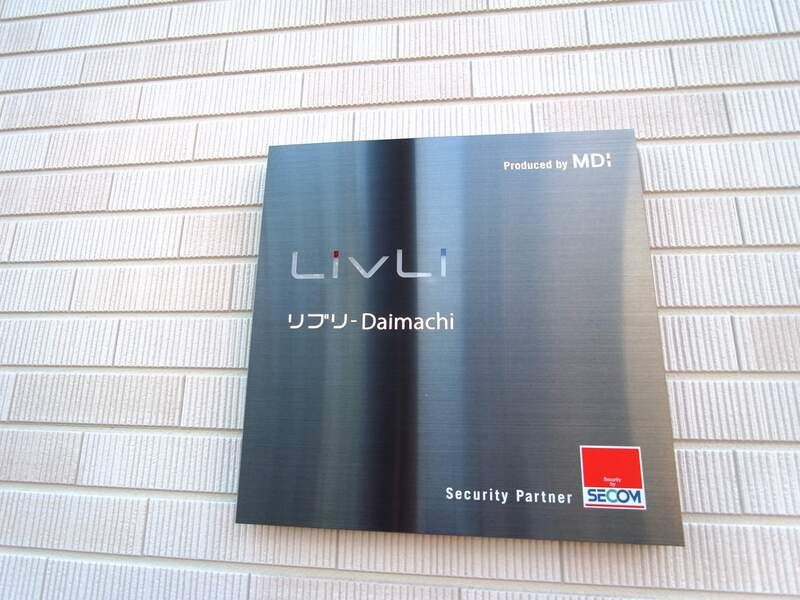 Produced by MDI
LivLi
リブリ-Daimachi
Security Partner
Security
by
SECOM